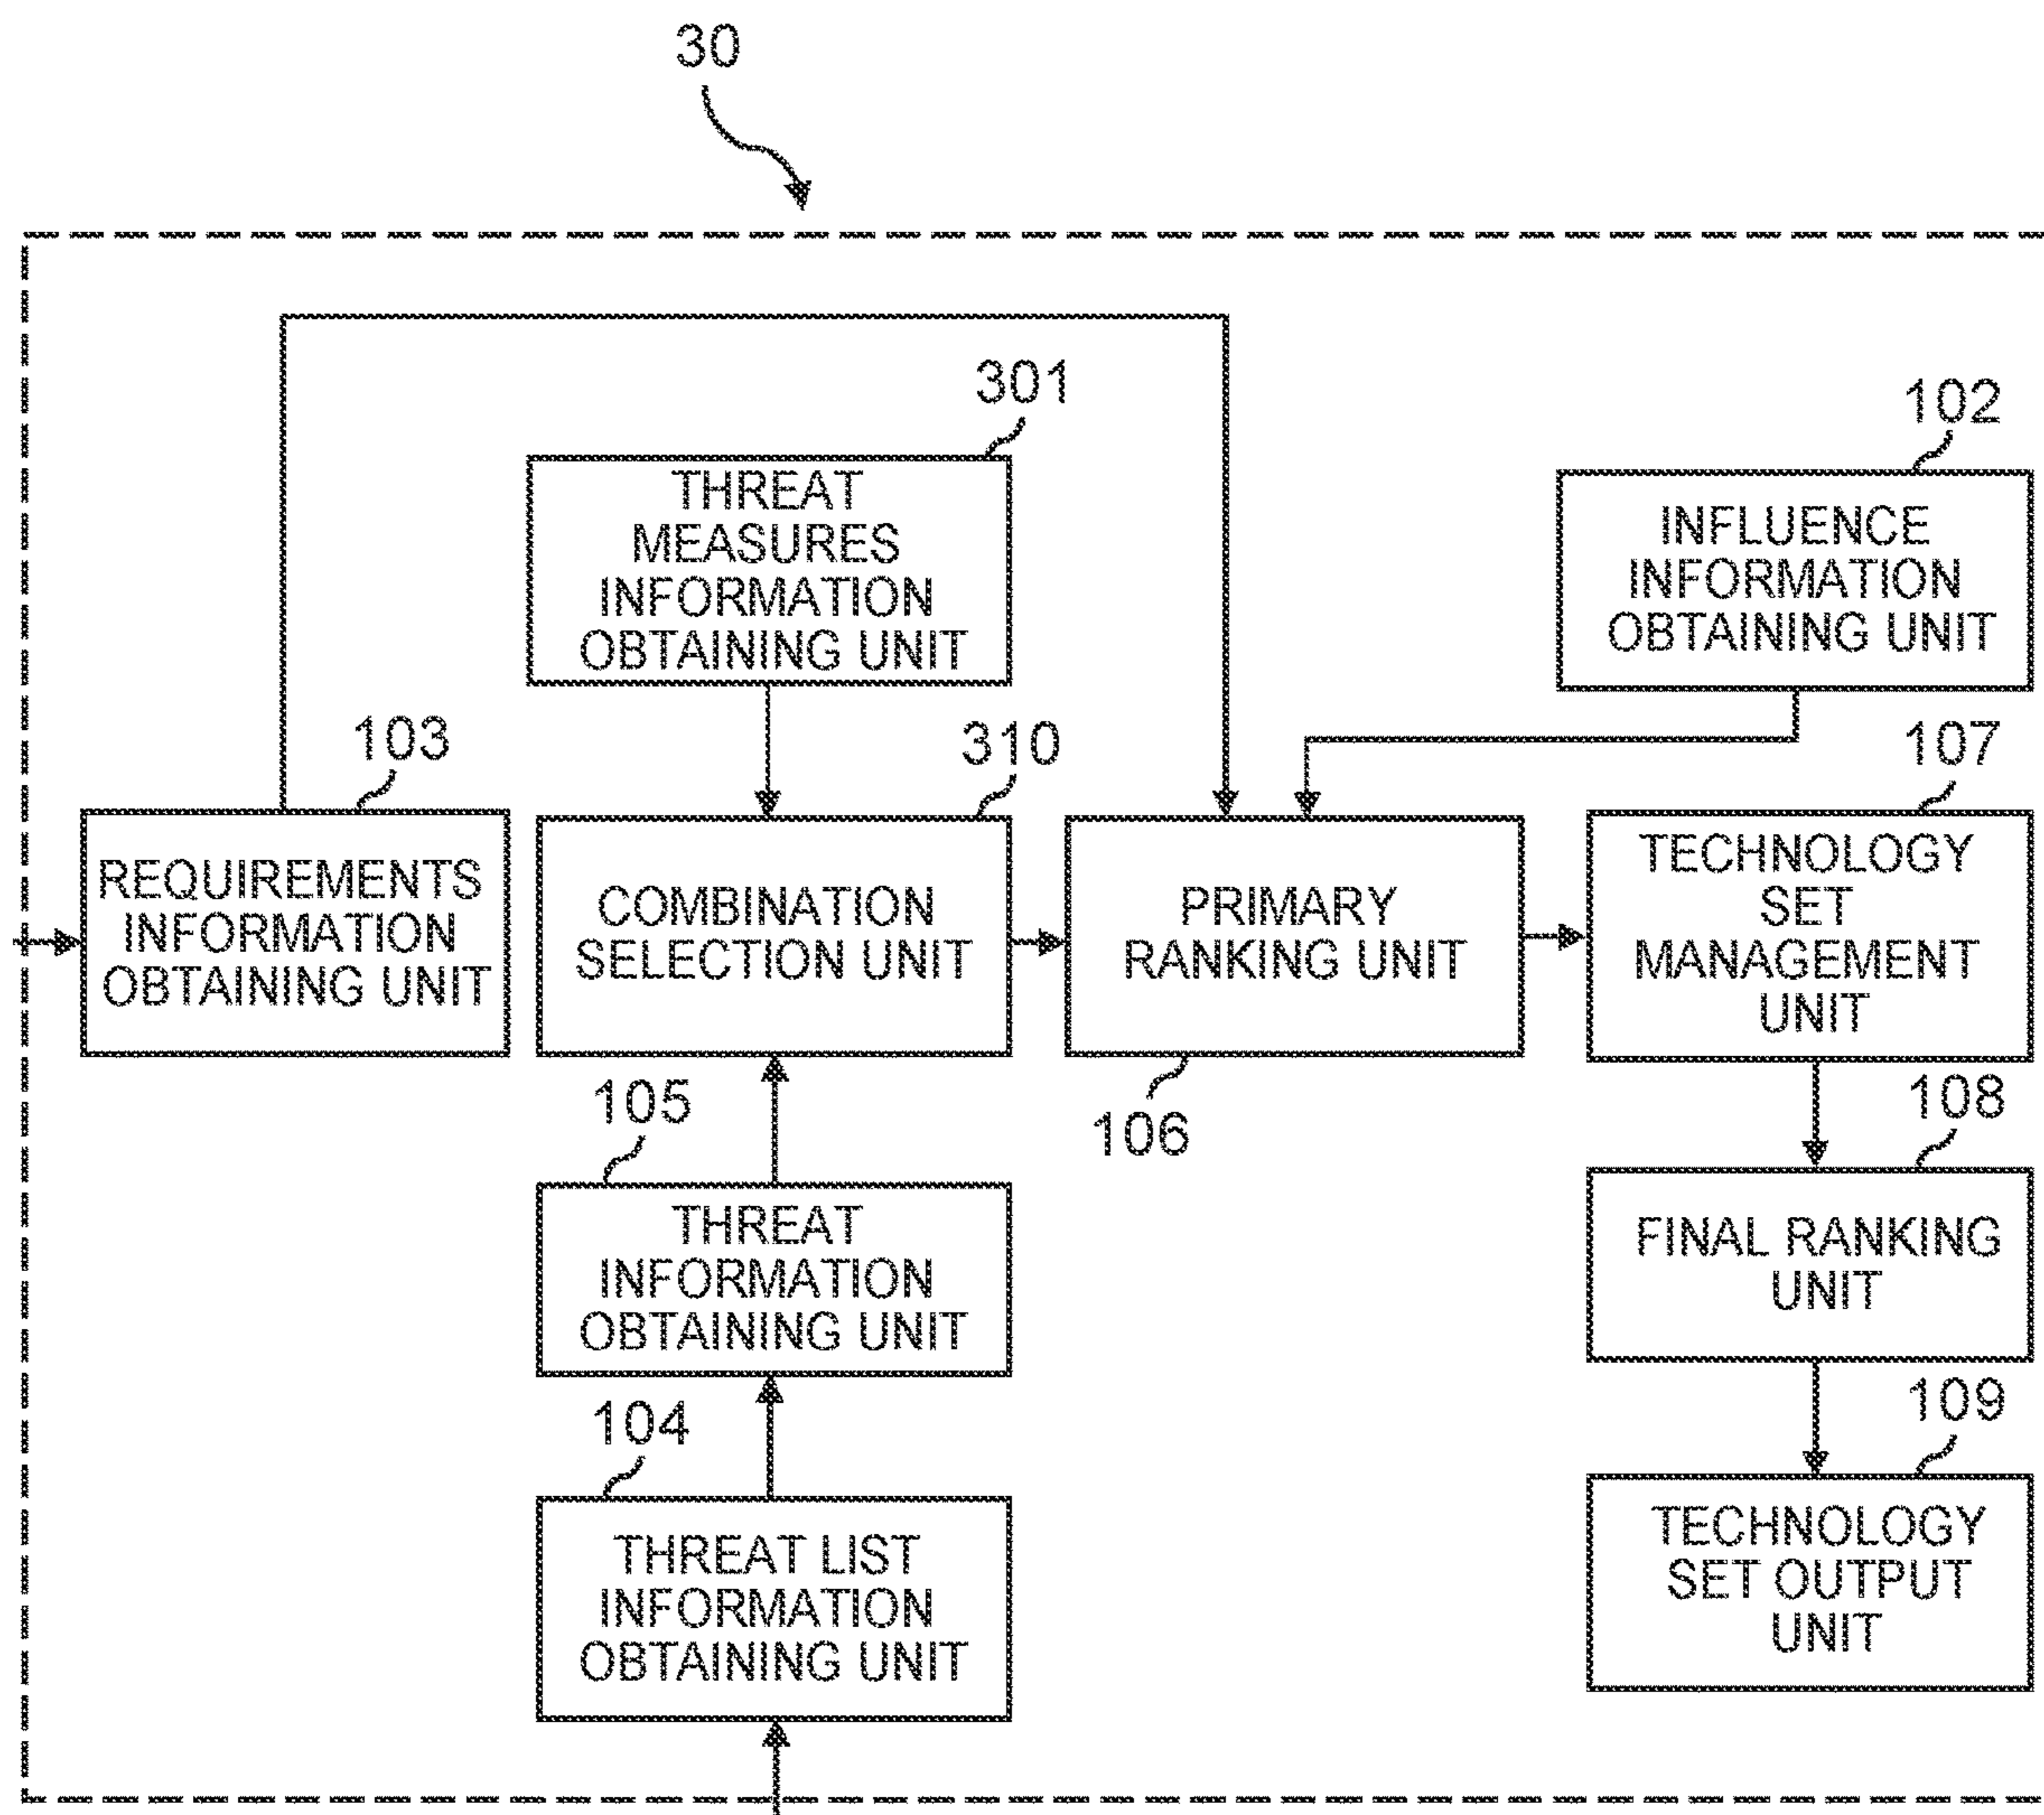 30
301
THREAT
MEASURES
INFORMATION
OBTAINING UNIT
102
INFLUENCE
INFORMATION
OBTAINING UNIT
103
REQUIREMENTS
INFORMATION
OBTAINING UNIT
310
COMBINATION
SELECTION UNIT
PRIMARY
RANKING UNIT
106
107
TECHNOLOGY
SET
MANAGEMENT
UNIT
105
THREAT
INFORMATION
OBTAINING UNIT
108
FINAL RANKING
UNIT
104
THREAT LIST
INFORMATION
OBTAINING UNIT
109
TECHNOLOGY
SET OUTPUT
UNIT